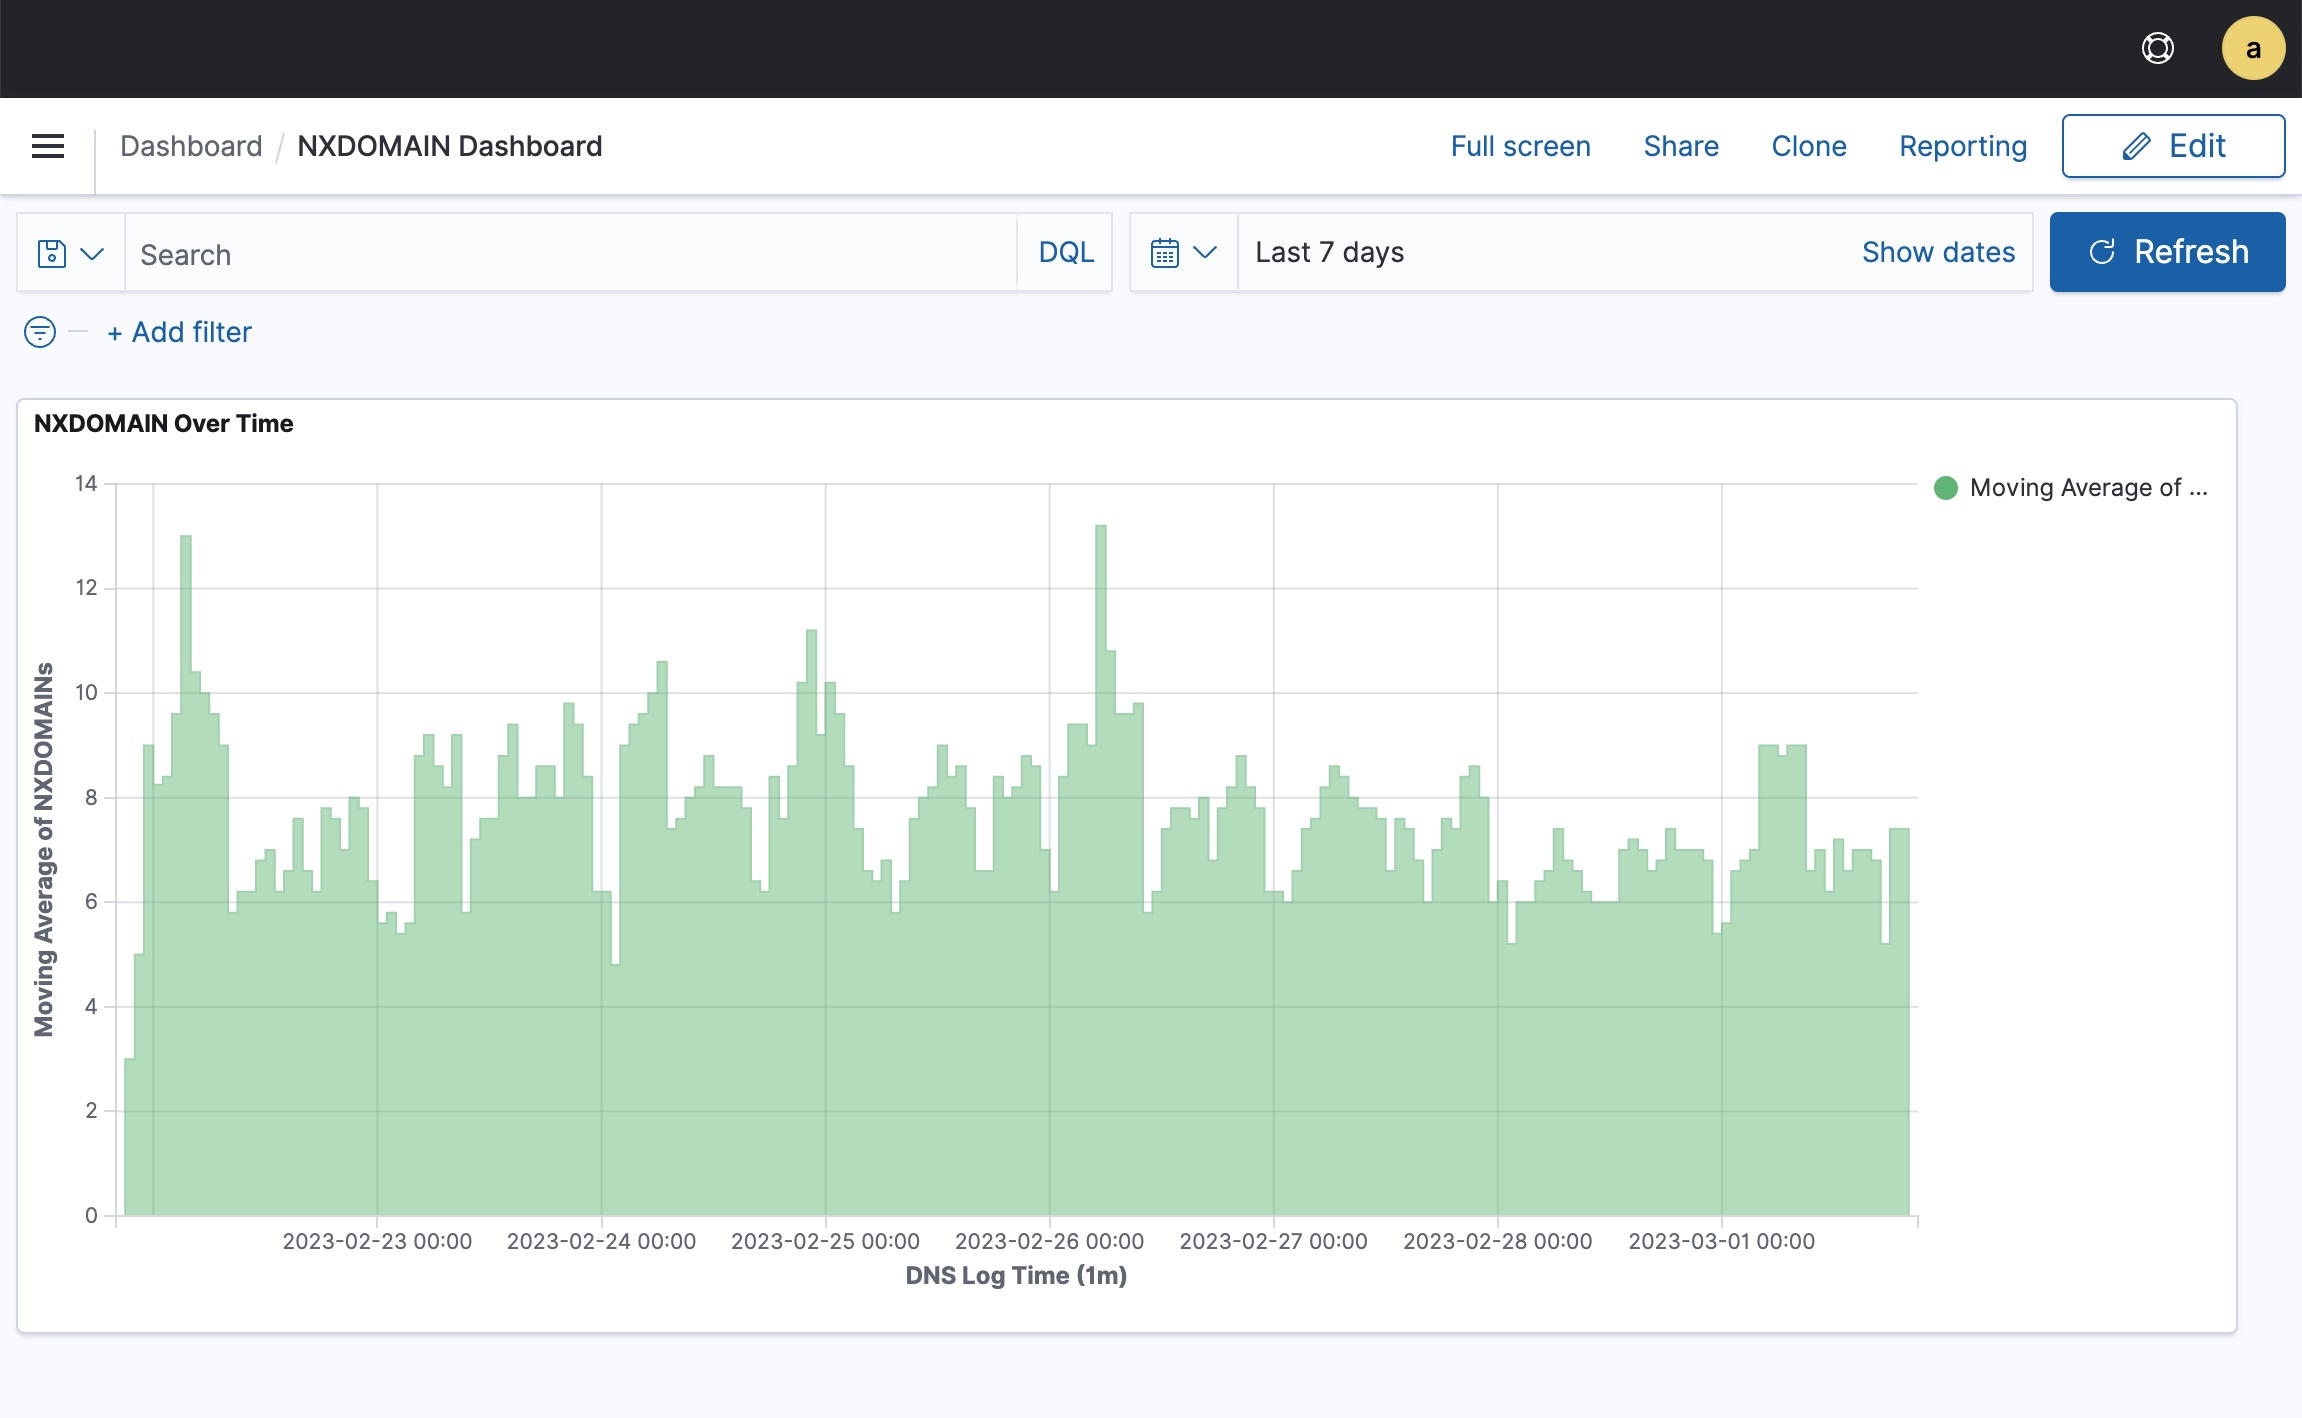 a
Dashboard / NXDOMAIN Dashboard
Full screen
Share
Clone
Reporting
Edit
Search
DQL
Last 7 days
Show dates
Refresh
+ Add filter
NXDOMAIN Over Time
Moving Average of NXDOMAINs
14
12
10
8
6
4
2
0
Moving Average of ...
2023-02-23 00:00
2023-02-24 00:00
2023-02-25 00:00
2023-02-26 00:00
2023-02-27 00:00
2023-02-28 00:00
2023-03-01 00:00
DNS Log Time (1m)